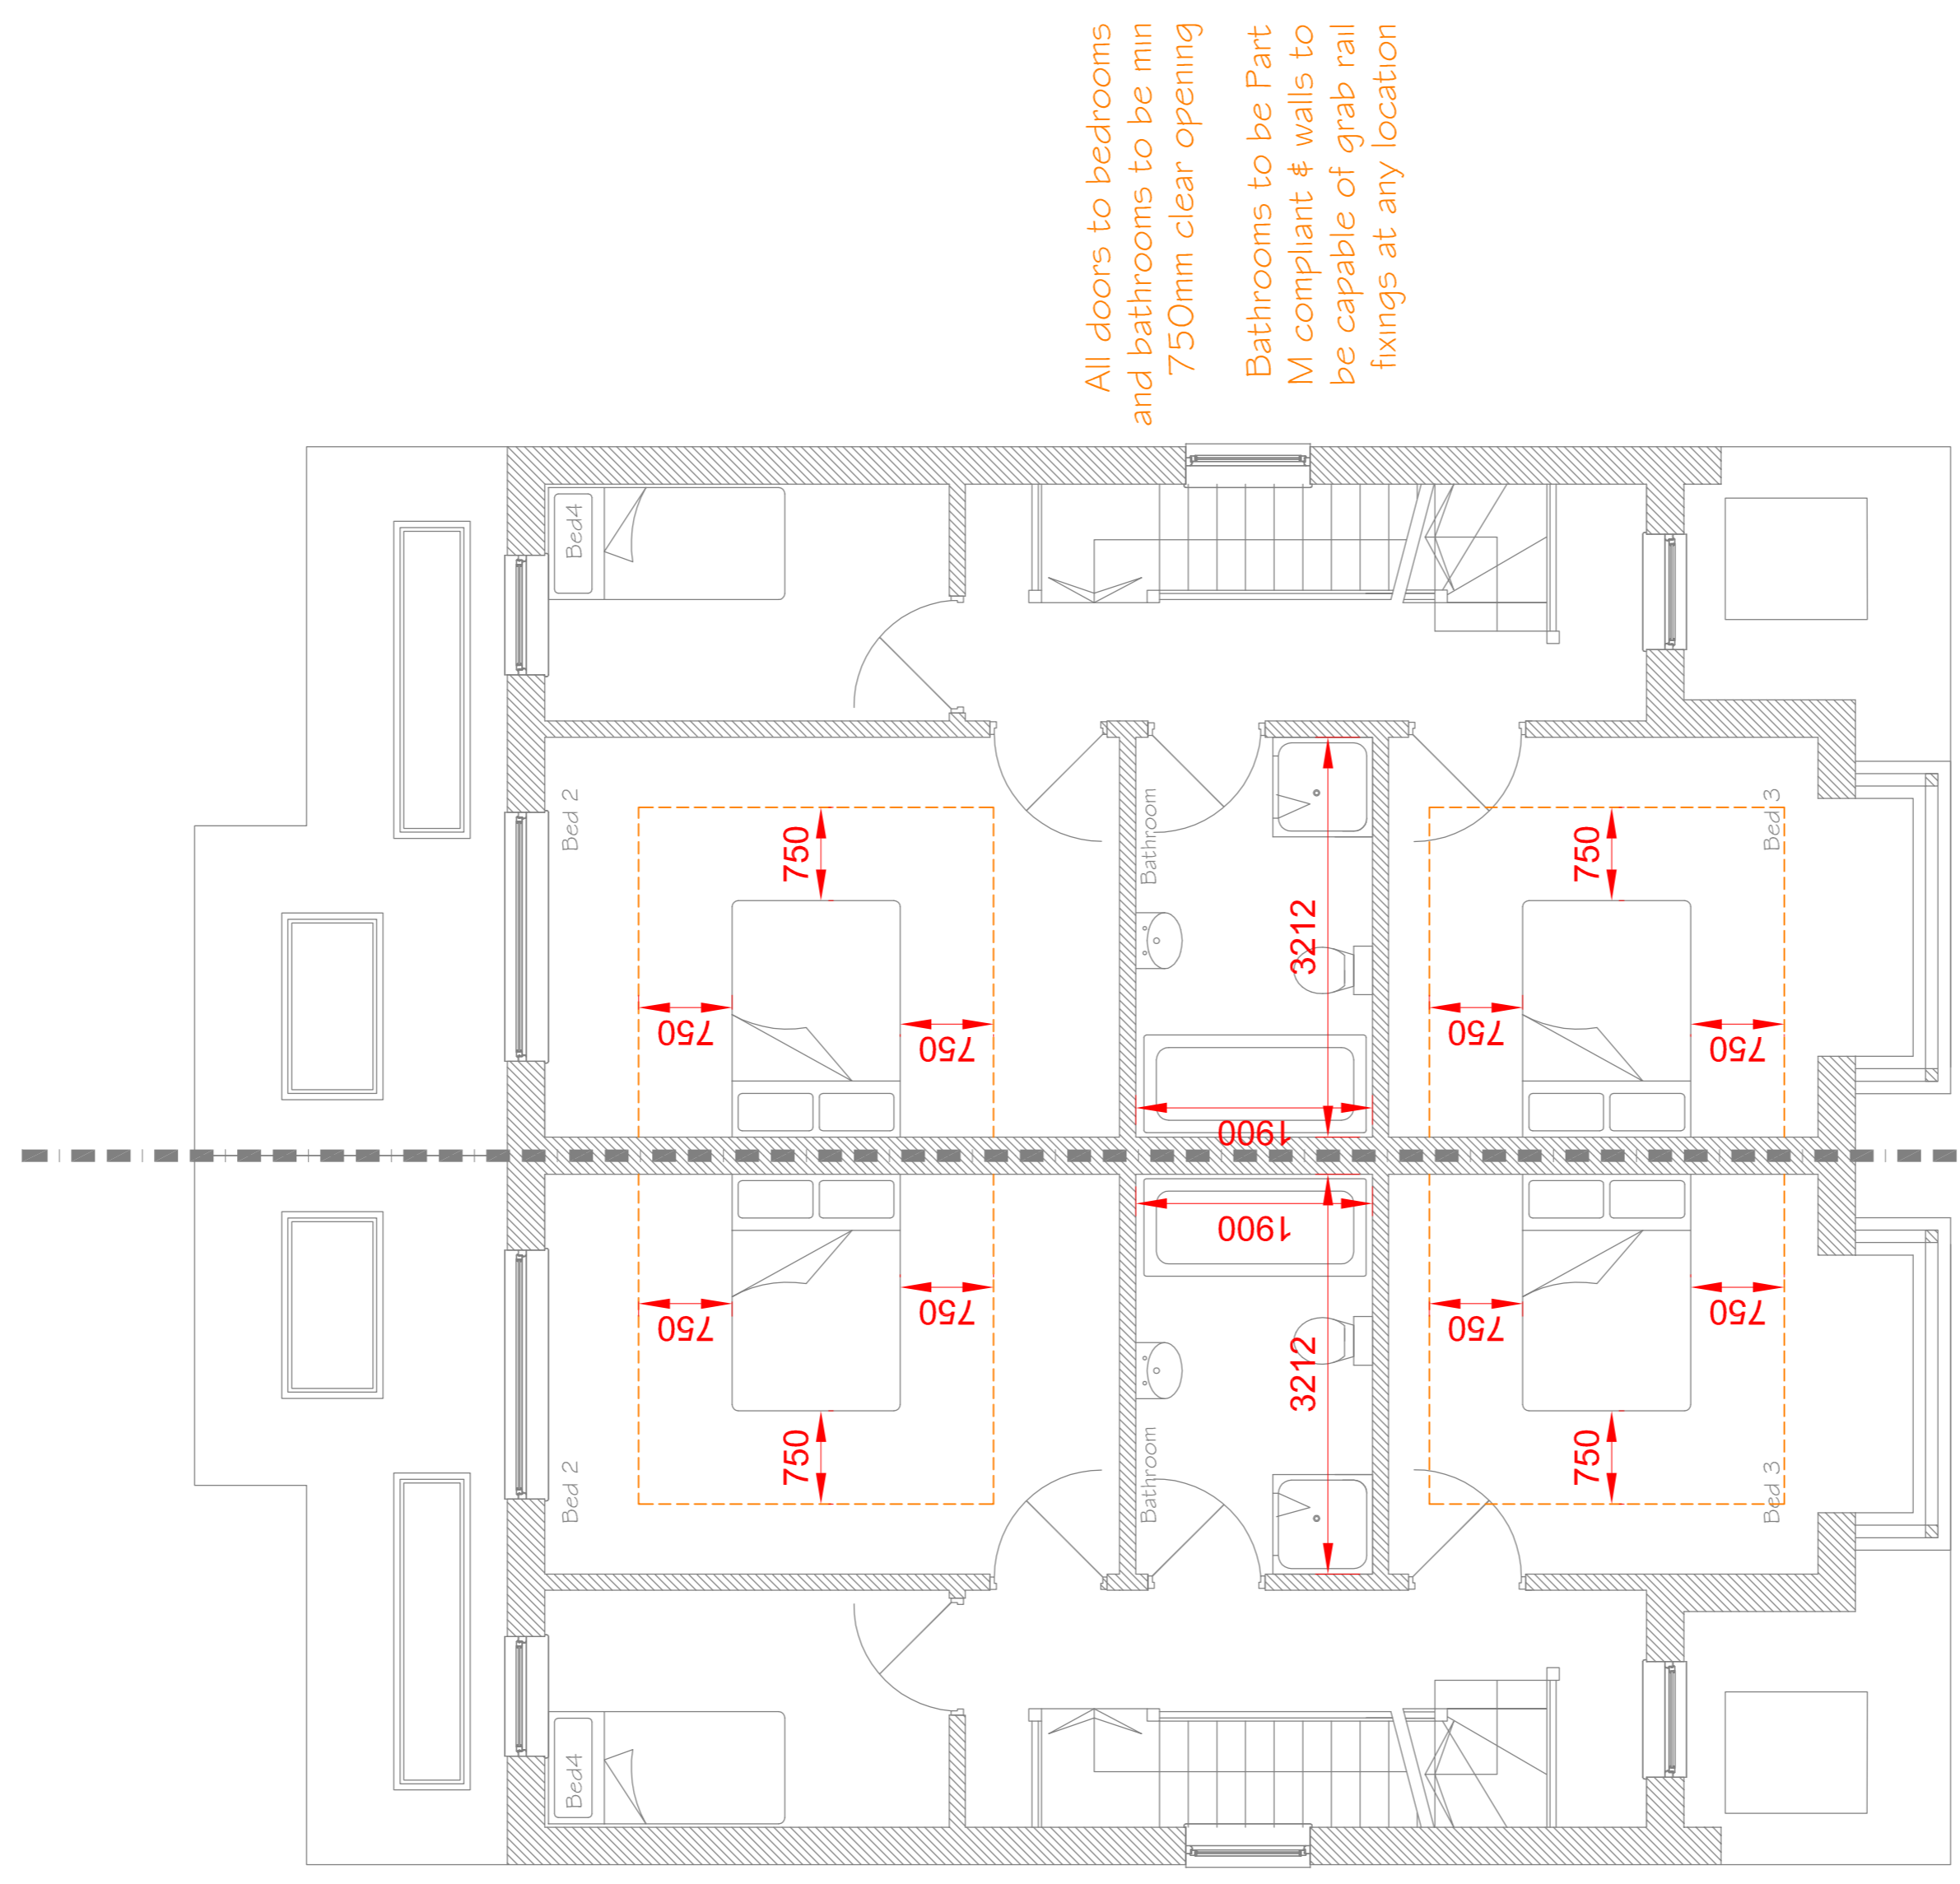 All doors to bedrooms
and bathrooms to be min
750mm clear opening
Bathrooms to be Part
M compliant & walls to
be capable of grab rail
fixings at any location
Bed4
Bed 2
750
750
750
Bathroom
3212
1900
Bed 3
750
750
750
Bed 2
750
750
750
Bathroom
3212
1900
Bed 3
750
750
750
Bed4